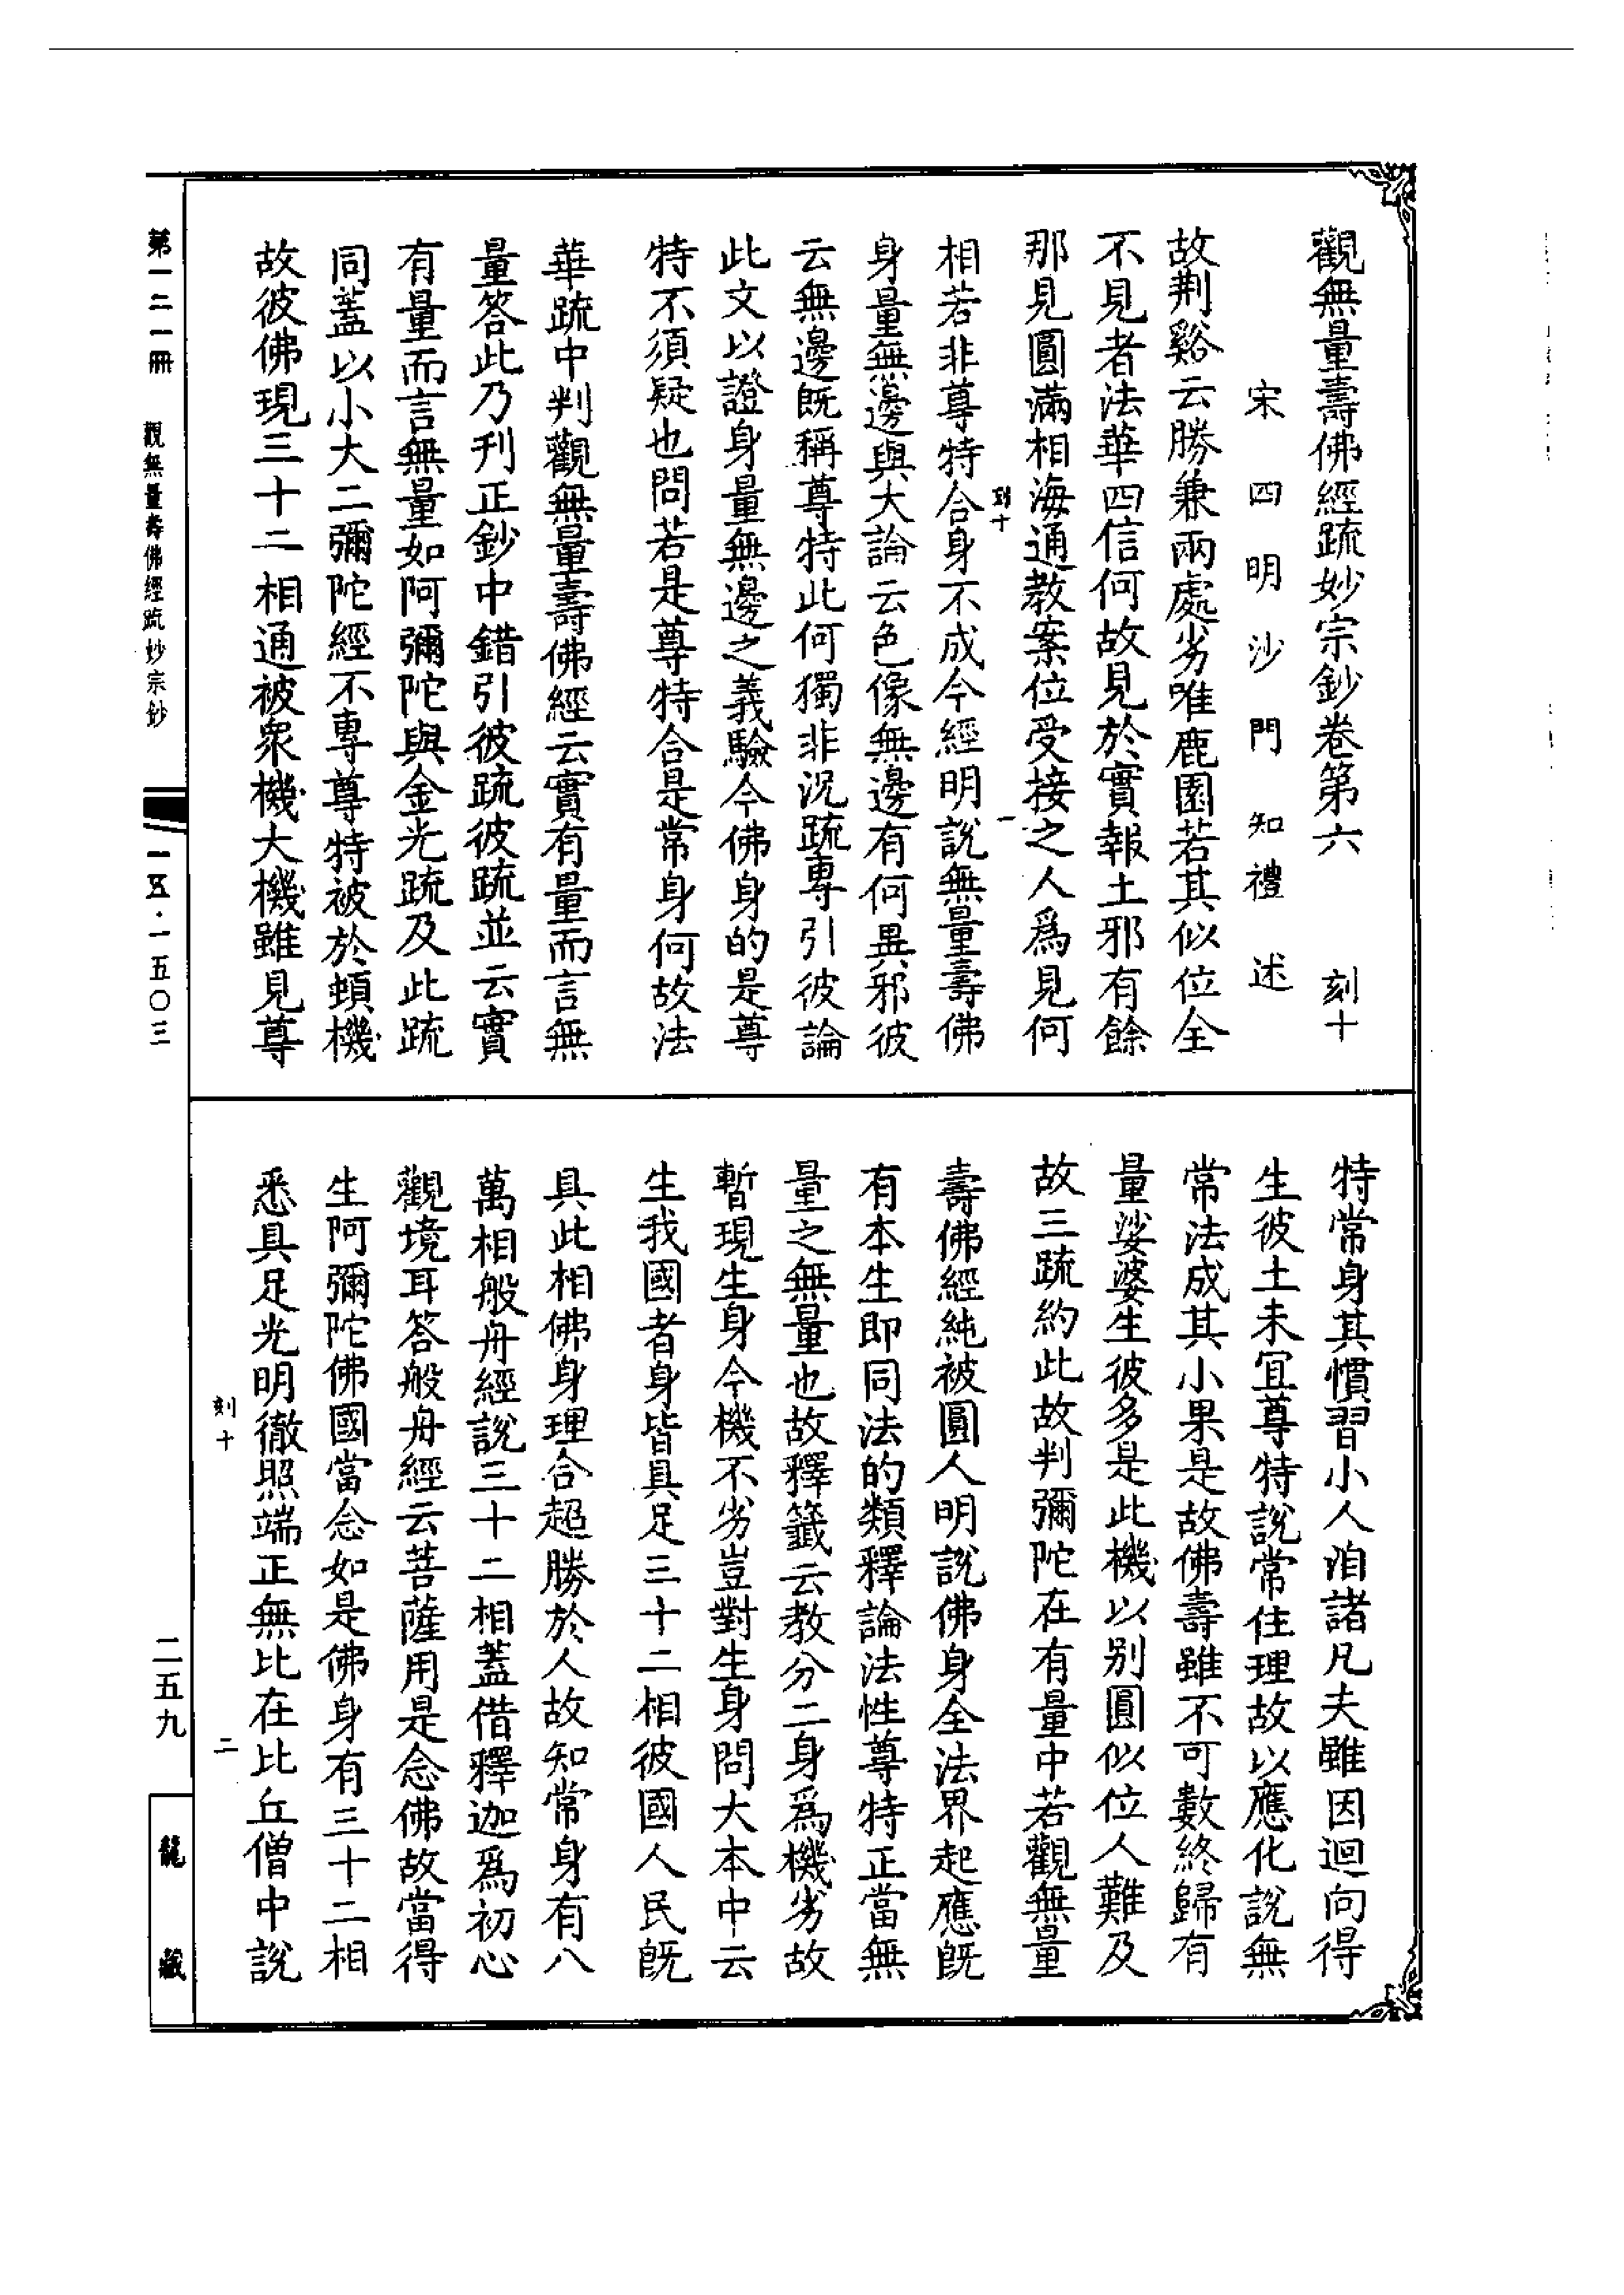 觀無量壽佛經疏妙宗鈔卷第六 刻十
宋四明沙門知禮述
故荆谿云勝兼兩處劣唯鹿園若其似位全
不見者法華四信何故見於實報土邪有餘
那見圓滿相海通教案位受接之人爲見何
刻十 一
相若非尊特合身不成今經明說無量壽佛
身量無邊與大論云色像無邊有何異邪彼
云無邊既稱尊特此何獨非況疏專引彼論
此文以證身量無邊之義驗今佛身的是尊
特不須疑也問若是尊特合是常身何故法
華疏中判觀無量壽佛經云實有量而言無
量答此乃刋正鈔中錯引彼疏彼疏並云實
有量而言無量如阿彌陀與金光疏及此疏
同蓋以小大二彌陀經不專尊特被於頓機
故彼佛現三十二相通被衆機大機雖見尊
特常身其慣習小人洎諸凡夫雖因迴向得
生彼土未宜尊特說常住理故以應化說無
常法成其小果是故佛壽雖不可數終歸有
量娑婆生彼多是此機以别圓似位人難及
故三疏約此故判彌陀在有量中若觀無量
壽佛經純被圓人明說佛身全法界起應旣
有本生即同法的類釋論法性尊特正當無
量之無量也故釋籤云教分二身爲機劣故
暫現生身今機不劣豈對生身問大本中云
生我國者身皆具足三十二相彼國人民旣
具此相佛身理合超勝於人故知常身有八
萬相般舟經說三十二相蓋借釋迦爲初心
觀境耳答般舟經云菩薩用是念佛故當得
生阿彌陀佛國當念如是佛身有三十二相
悉具足光明徹照端正無比在比丘僧中說
刻十 二
第一二一冊 觀無量壽佛經疏妙宗鈔 一五·一五〇三
二五九 龍藏